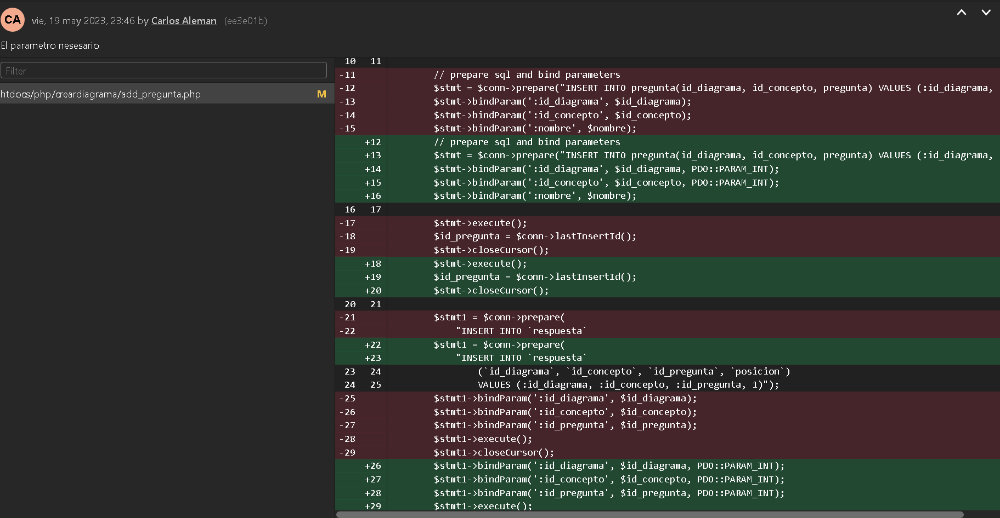 CA vie, 19 may 2023, 23:46 by Carlos Aleman (ee3e01b)
El parametro nesesario
Filter
htdocs/php/creardiagrama/add_pregunta.php M
10 11
-11 // prepare sql and bind parameters
-12 $stmt = $conn->prepare("INSERT INTO pregunta(id_diagrama, id_concepto, pregunta) VALUES (:id_diagrama,
-13 $stmt->bindParam(':id_diagrama', $id_diagrama);
-14 $stmt->bindParam(':id_concepto', $id_concepto);
-15 $stmt->bindParam(':nombre', $nombre);
+12 // prepare sql and bind parameters
+13 $stmt = $conn->prepare("INSERT INTO pregunta(id_diagrama, id_concepto, pregunta) VALUES (:id_diagrama,
+14 $stmt->bindParam(':id_diagrama', $id_diagrama, PDO::PARAM_INT);
+15 $stmt->bindParam(':id_concepto', $id_concepto, PDO::PARAM_INT);
+16 $stmt->bindParam(':nombre', $nombre);
16 17
-17 $stmt->execute();
-18 $id_pregunta = $conn->lastInsertId();
-19 $stmt->closeCursor();
+18 $stmt->execute();
+19 $id_pregunta = $conn->lastInsertId();
+20 $stmt->closeCursor();
20 21
-21 $stmt1 = $conn->prepare(
-22 "INSERT INTO `respuesta`
+22 $stmt1 = $conn->prepare(
+23 "INSERT INTO `respuesta`
23 24 (`id_diagrama`, `id_concepto`, `id_pregunta`, `posicion`)
24 25 VALUES (:id_diagrama, :id_concepto, :id_pregunta, 1)");
-25 $stmt1->bindParam(':id_diagrama', $id_diagrama);
-26 $stmt1->bindParam(':id_concepto', $id_concepto);
-27 $stmt1->bindParam(':id_pregunta', $id_pregunta);
-28 $stmt1->execute();
-29 $stmt1->closeCursor();
+26 $stmt1->bindParam(':id_diagrama', $id_diagrama, PDO::PARAM_INT);
+27 $stmt1->bindParam(':id_concepto', $id_concepto, PDO::PARAM_INT);
+28 $stmt1->bindParam(':id_pregunta', $id_pregunta, PDO::PARAM_INT);
+29 $stmt1->execute();